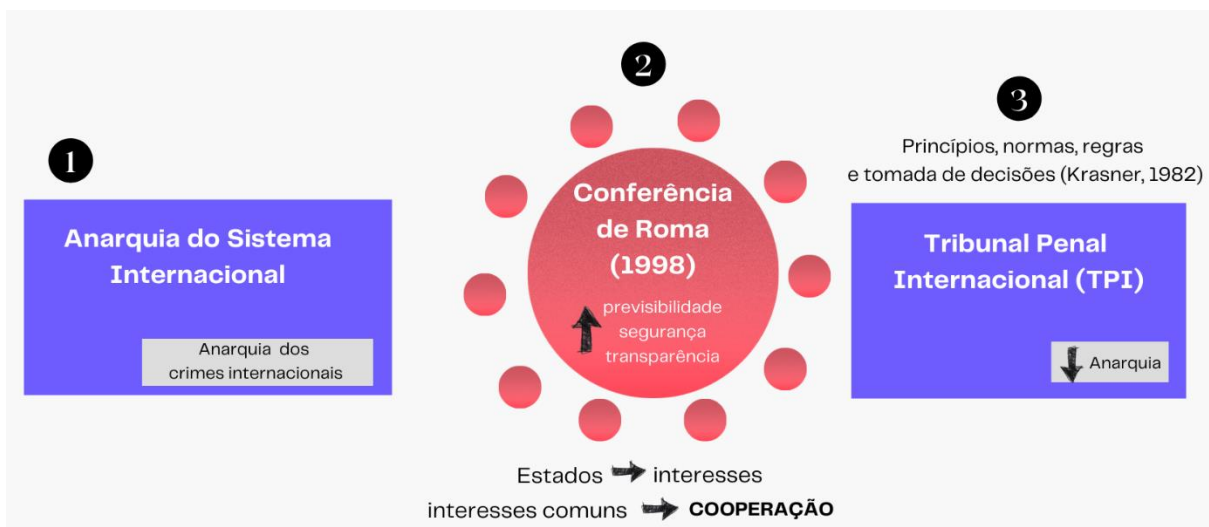 1
Anarquia do Sistema
Internacional
Anarquia dos
crimes internacionais
2
Conferência
de Roma
(1998)
previsibilidade
segurança
transparência
Estados interesses
interesses comuns COOPERAÇÃO
3
Princípios, normas, regras
e tomada de decisões (Krasner, 1982)
Tribunal Penal
Internacional (TPI)
Anarquia